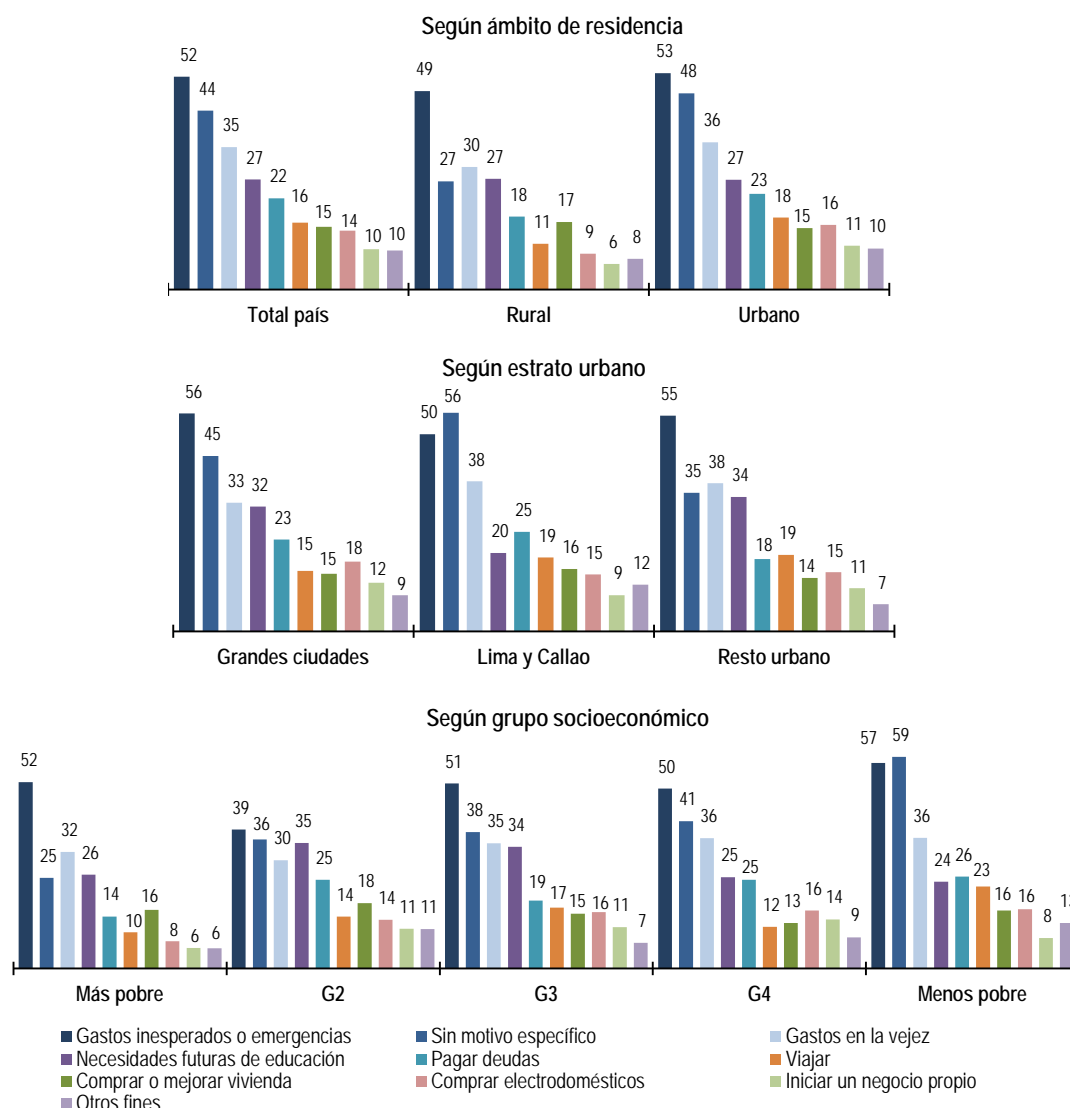 Según ámbito de residencia
52 44 35 27 22 16 15 14 10 10
49 27 30 27 18 11 17 9 6 8
53 48 36 27 23 18 15 16 11 10
Total país Rural Urbano
Según estrato urbano
56 45 33 32 23 15 15 18 12 9
50 56 38 20 25 19 16 15 9 12
55 35 38 34 18 19 14 15 11 7
Grandes ciudades Lima y Callao Resto urbano
Según grupo socioeconómico
52 25 32 26 14 10 16 8 6 6
39 36 30 35 25 14 18 14 11 11
51 38 35 34 19 17 15 16 11 7
50 41 36 25 25 12 13 16 14 9
57 59 36 24 26 23 16 16 8
Más pobre G2 G3 G4 Menos pobre
Gastos inesperados o emergencias Sin motivo específico Gastos en la vejez
Necesidades futuras de educación Pagar deudas Viajar
Comprar o mejorar vivienda Comprar electrodomésticos Iniciar un negocio propio
Otros fines